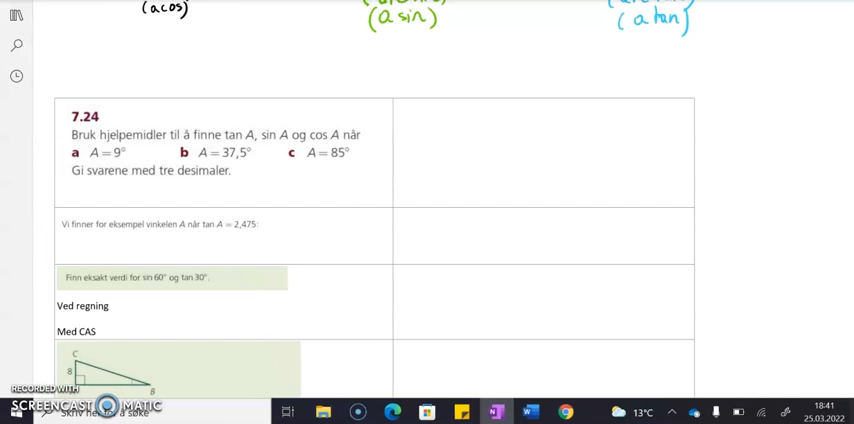 (acos)
(a sin)
(a tan)
7.24
Bruk hjelpemidler til å finne tan A, sin A og cos A når
a A = 9° b A = 37,5° c A = 85°
Gi svarene med tre desimaler.
Vi finner for eksempel vinkelen A når tan A = 2,475:
Finn eksakt verdi for sin 60° og tan 30°.
Ved regning
Med CAS
C
8
B
RECORDED WITH
SCREENCAST MATIC
Skriv her for å søke
13°C
18:41
25.03.2022